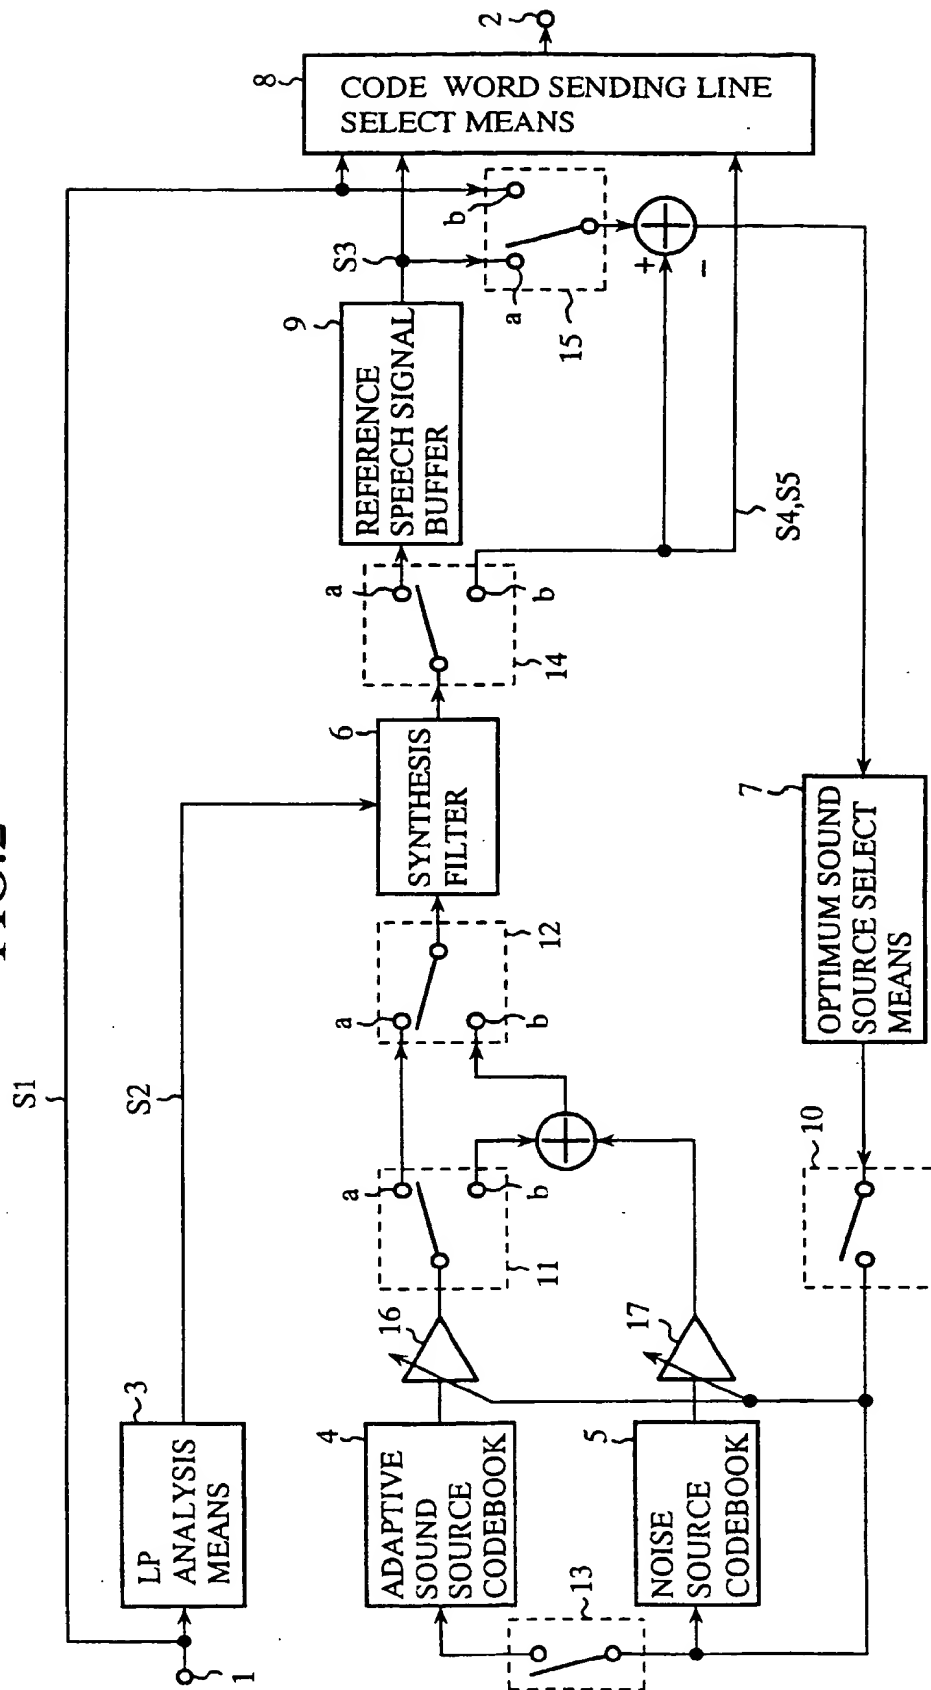 S1
S2
1
LP
ANALYSIS
MEANS
3
ADAPTIVE
SOUND
SOURCE
CODEBOOK
4
13
NOISE
SOURCE
CODEBOOK
5
16
17
a
b
11
a
b
12
SYNTHESIS
FILTER
6
a
b
14
REFERENCE
SPEECH SIGNAL
BUFFER
9
S3
a
b
15
+
−
S4,S5
CODE WORD SENDING LINE
SELECT MEANS
8
2
OPTIMUM SOUND
SOURCE SELECT
MEANS
7
10